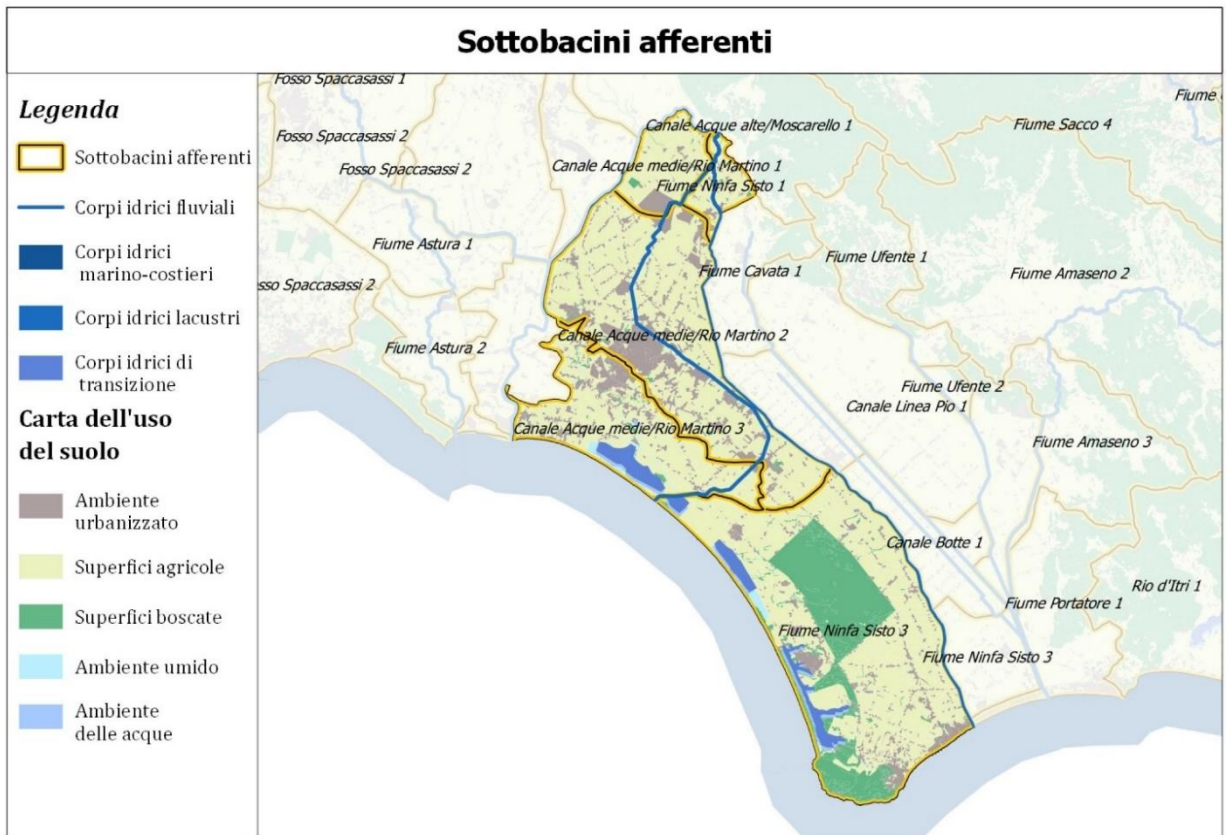 Sottobacini afferenti
Legenda
Sottobacini afferenti
Corpi idrici fluviali
Corpi idrici
marino-costieri
Corpi idrici lacustri
Corpi idrici di
transizione
Carta dell'uso
del suolo
Ambiente
urbanizzato
Superfici agricole
Superfici boscate
Ambiente umido
Ambiente
delle acque
Fosso Spaccasassi 1
Fiume
Canale Acque alte/Moscarello 1
Fiume Sacco 4
Fosso Spaccasassi 2
Fosso Spaccasassi 2
Canale Acque medie/Rio Martino 1
Fiume Ninfa Sisto 1
Fiume Astura 1
Fiume Ufente 1
Fiume Cavata 1
Fiume Amaseno 2
osso Spaccasassi 2
Canale Acque medie/Rio Martino 2
Fiume Astura 2
Fiume Ufente 2
Canale Linea Pio 1
Canale Acque medie/Rio Martino 3
Fiume Amaseno 3
Canale Botte 1
Rio d'Itri 1
Fiume Portatore 1
Fiume Ninfa Sisto 3
Fiume Ninfa Sisto 3